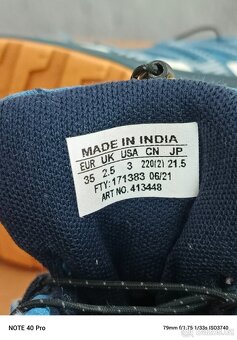 MADE IN INDIA
EUR UK USA CN JP
35 2.5 3 220(2) 21.5
FTY:171383 06/21
ART NO. 413448
NOTE 40 Pro
79mm f/1.75 1/33s ISO3740